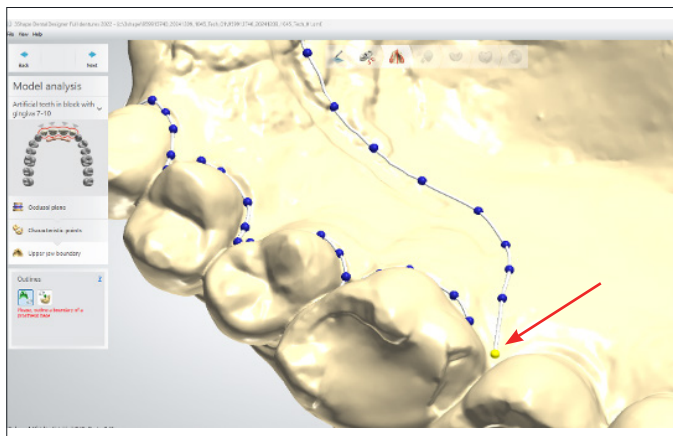 File View Help
Back
Next
Model analysis
Artificial teeth in block with
gingiva 7-10
Occlusal plane
Characteristic points
Upper jaw boundary
Outlines
Please, outline a boundary of a
prosthesis base